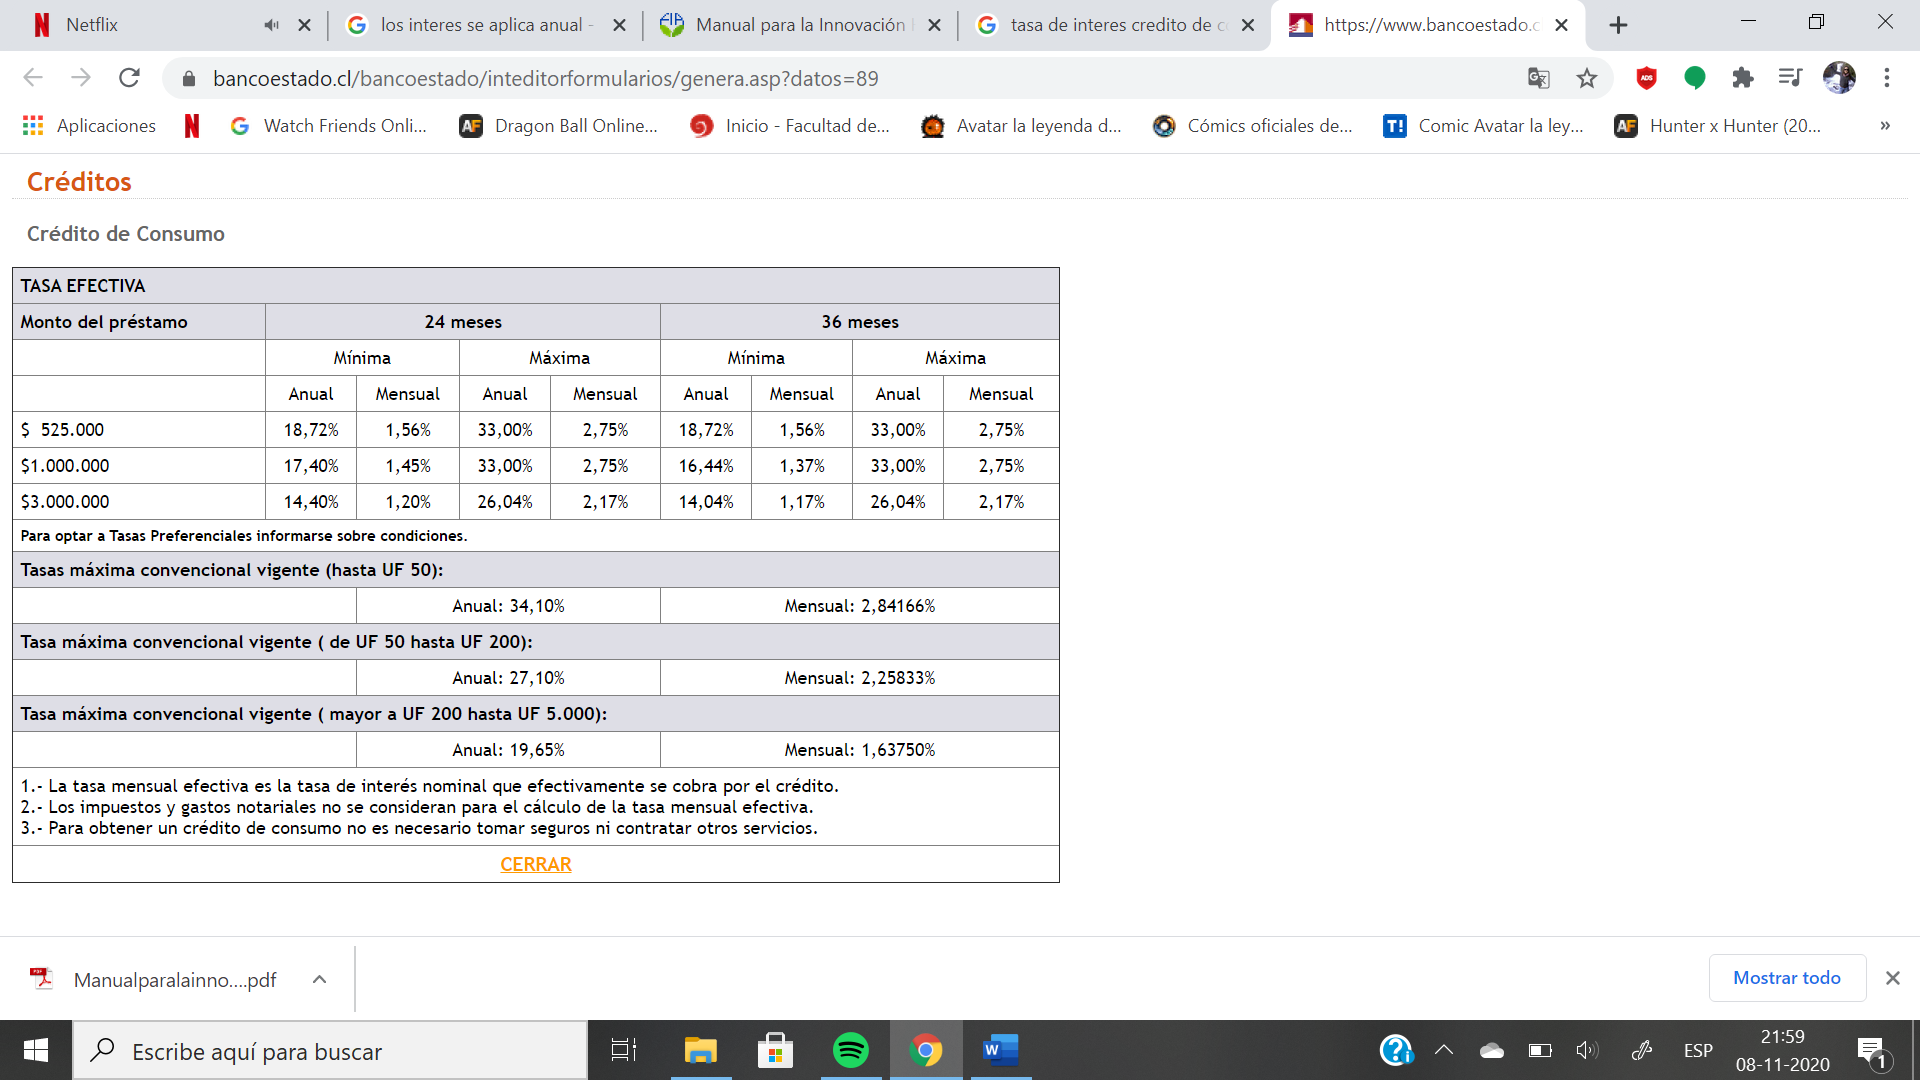 Netflix
los interes se aplica anual -
Manual para la Innovación
tasa de interes credito de c
https://www.bancoestado.c
bancoestado.cl/bancoestado/inteditorformularios/genera.asp?datos=89
Aplicaciones
Watch Friends Onli...
Dragon Ball Online...
Inicio - Facultad de...
Avatar la leyenda d...
Cómics oficiales de...
Comic Avatar la ley...
Hunter x Hunter (20...
»
Créditos
Crédito de Consumo
TASA EFECTIVA
Monto del préstamo 24 meses 36 meses
Mínima Máxima Mínima Máxima
Anual Mensual Anual Mensual Anual Mensual Anual Mensual
$ 525.000 18,72% 1,56% 33,00% 2,75% 18,72% 1,56% 33,00% 2,75%
$1.000.000 17,40% 1,45% 33,00% 2,75% 16,44% 1,37% 33,00% 2,75%
$3.000.000 14,40% 1,20% 26,04% 2,17% 14,04% 1,17% 26,04% 2,17%
Para optar a Tasas Preferenciales informarse sobre condiciones.
Tasas máxima convencional vigente (hasta UF 50):
Anual: 34,10% Mensual: 2,84166%
Tasa máxima convencional vigente ( de UF 50 hasta UF 200):
Anual: 27,10% Mensual: 2,25833%
Tasa máxima convencional vigente ( mayor a UF 200 hasta UF 5.000):
Anual: 19,65% Mensual: 1,63750%
1.- La tasa mensual efectiva es la tasa de interés nominal que efectivamente se cobra por el crédito.
2.- Los impuestos y gastos notariales no se consideran para el cálculo de la tasa mensual efectiva.
3.- Para obtener un crédito de consumo no es necesario tomar seguros ni contratar otros servicios.
CERRAR
Manualparalainno....pdf
Mostrar todo
Escribe aquí para buscar
ESP
21:59
08-11-2020
1